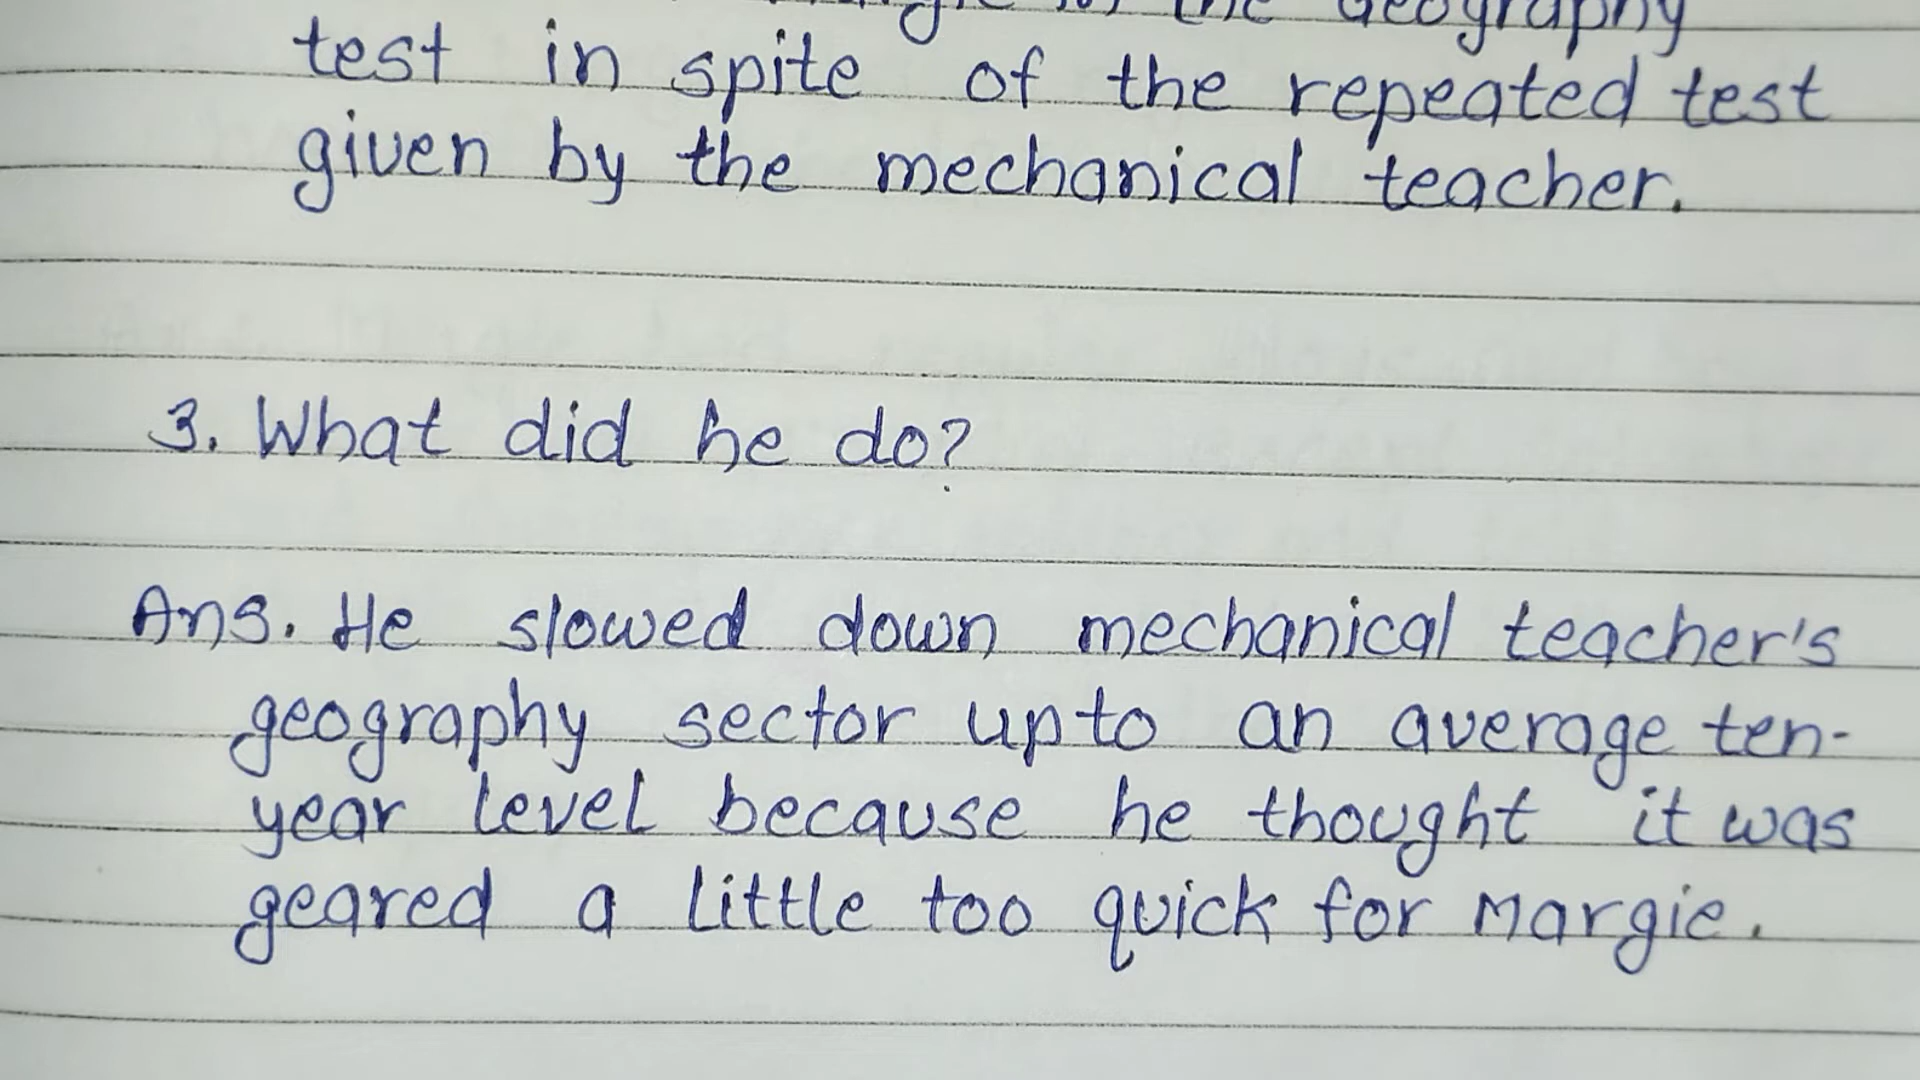 the Geography
test in spite of the repeated test
given by the mechanical teacher.
3. What did he do?
Ans. He slowed down mechanical teacher's
geography sector upto an average ten-
year level because he thought it was
geared a little too quick for Margie.